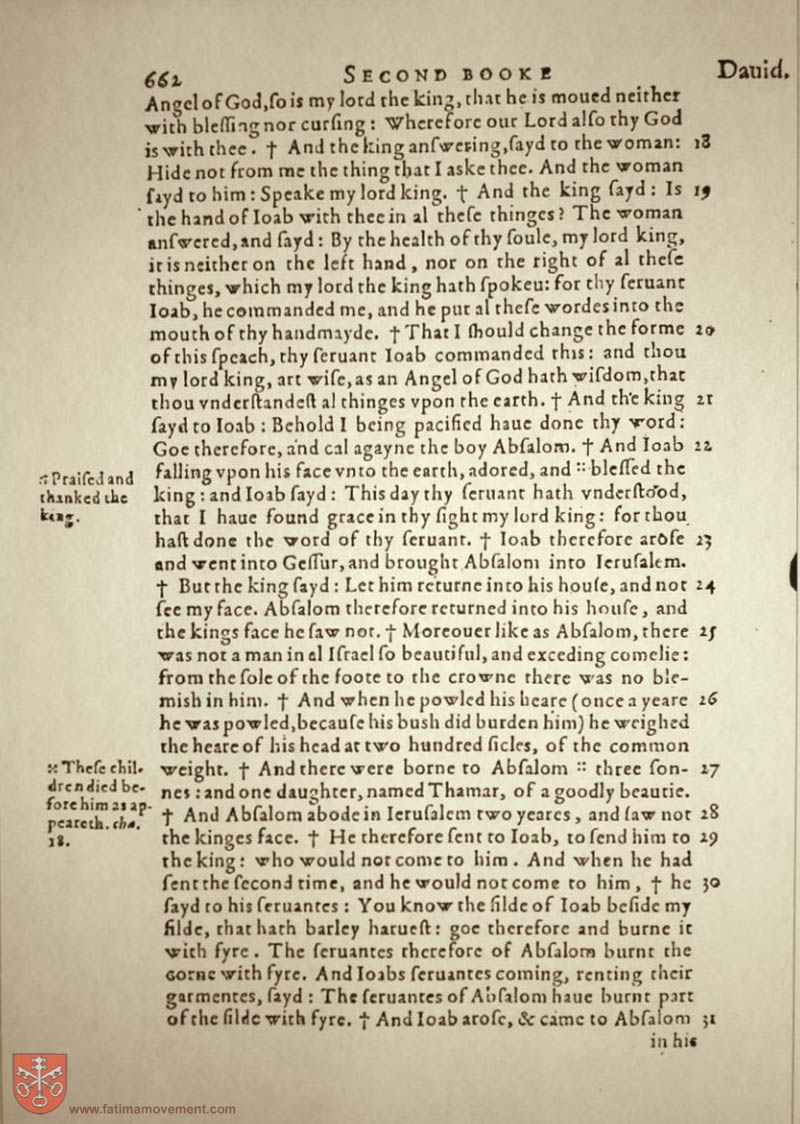 662 SECOND BOOKE Dauid.
Angel of God, ſo is my lord the king, that he is moued neither
with bleſſing nor curſing: Wherefore our Lord alſo thy God
is with thee. † And the king anſwering, ſayd to the woman: 18
Hide not from me the thing that I aske thee. And the woman
ſayd to him: Speake my lord king. † And the king ſayd: Is 19
the hand of Ioab with thee in al theſe thinges? The woman
anſwered, and ſayd: By the health of thy ſoule, my lord king,
it is neither on the left hand, nor on the right of al theſe
thinges, which my lord the king hath ſpokeu: for thy ſeruant
Ioab, he commanded me, and he put al theſe wordes into the
mouth of thy handmayde. † That I ſhould change the forme 20
of this ſpeach, thy ſeruant Ioab commanded this: and thou
my lord king, art wiſe, as an Angel of God hath wiſdom, that
thou vnderſtandeſt al thinges vpon the earth. † And the king 21
ſayd to Ioab: Behold I being pacified haue done thy word:
Goe therefore, and cal agayne the boy Abſalom. † And Ioab 22
falling vpon his face vnto the earth, adored, and :: bleſſed the
:: Praiſed and
thanked the
king.
king: and Ioab ſayd: This day thy ſeruant hath vnderſtood,
that I haue found grace in thy ſight my lord king: for thou
haſt done the word of thy ſeruant. † Ioab therefore aroſe 23
and went into Geſſur, and brought Abſalom into Ieruſalem.
† But the king ſayd: Let him returne into his houſe, and not 24
ſee my face. Abſalom therefore returned into his houſe, and
the kings face he ſaw not. † Moreouer like as Abſalom, there 25
was not a man in al Iſrael ſo beautiful, and exceding comelie:
from the ſole of the foote to the crowne there was no ble-
miſh in him. † And when he powled his heare (once a yeare 26
he was powled, becauſe his bush did burden him) he weighed
the heare of his head at two hundred ſicles, of the common
weight. † And there were borne to Abſalom :: three ſon- 27
:: Theſe chil-
dren died be-
fore him as ap-
peareth. cha.
18.
nes: and one daughter, named Thamar, of a goodly beautie.
† And Abſalom abode in Ieruſalem two yeares, and ſaw not 28
the kinges face. † He therefore ſent to Ioab, to ſend him to 29
the king: who would not come to him. And when he had
ſent the ſecond time, and he would not come to him, † he 30
ſayd to his ſeruantes: You know the filde of Ioab beſide my
filde, that hath barley harueſt: goe therefore and burne it
with fyre. The ſeruantes therefore of Abſalom burnt the
corne with fyre. And Ioabs ſeruantes coming, renting their
garmentes, ſayd: The ſeruantes of Abſalom haue burnt part
of the filde with fyre. † And Ioab aroſe, & came to Abſalom 31
in his
www.fatimamovement.com